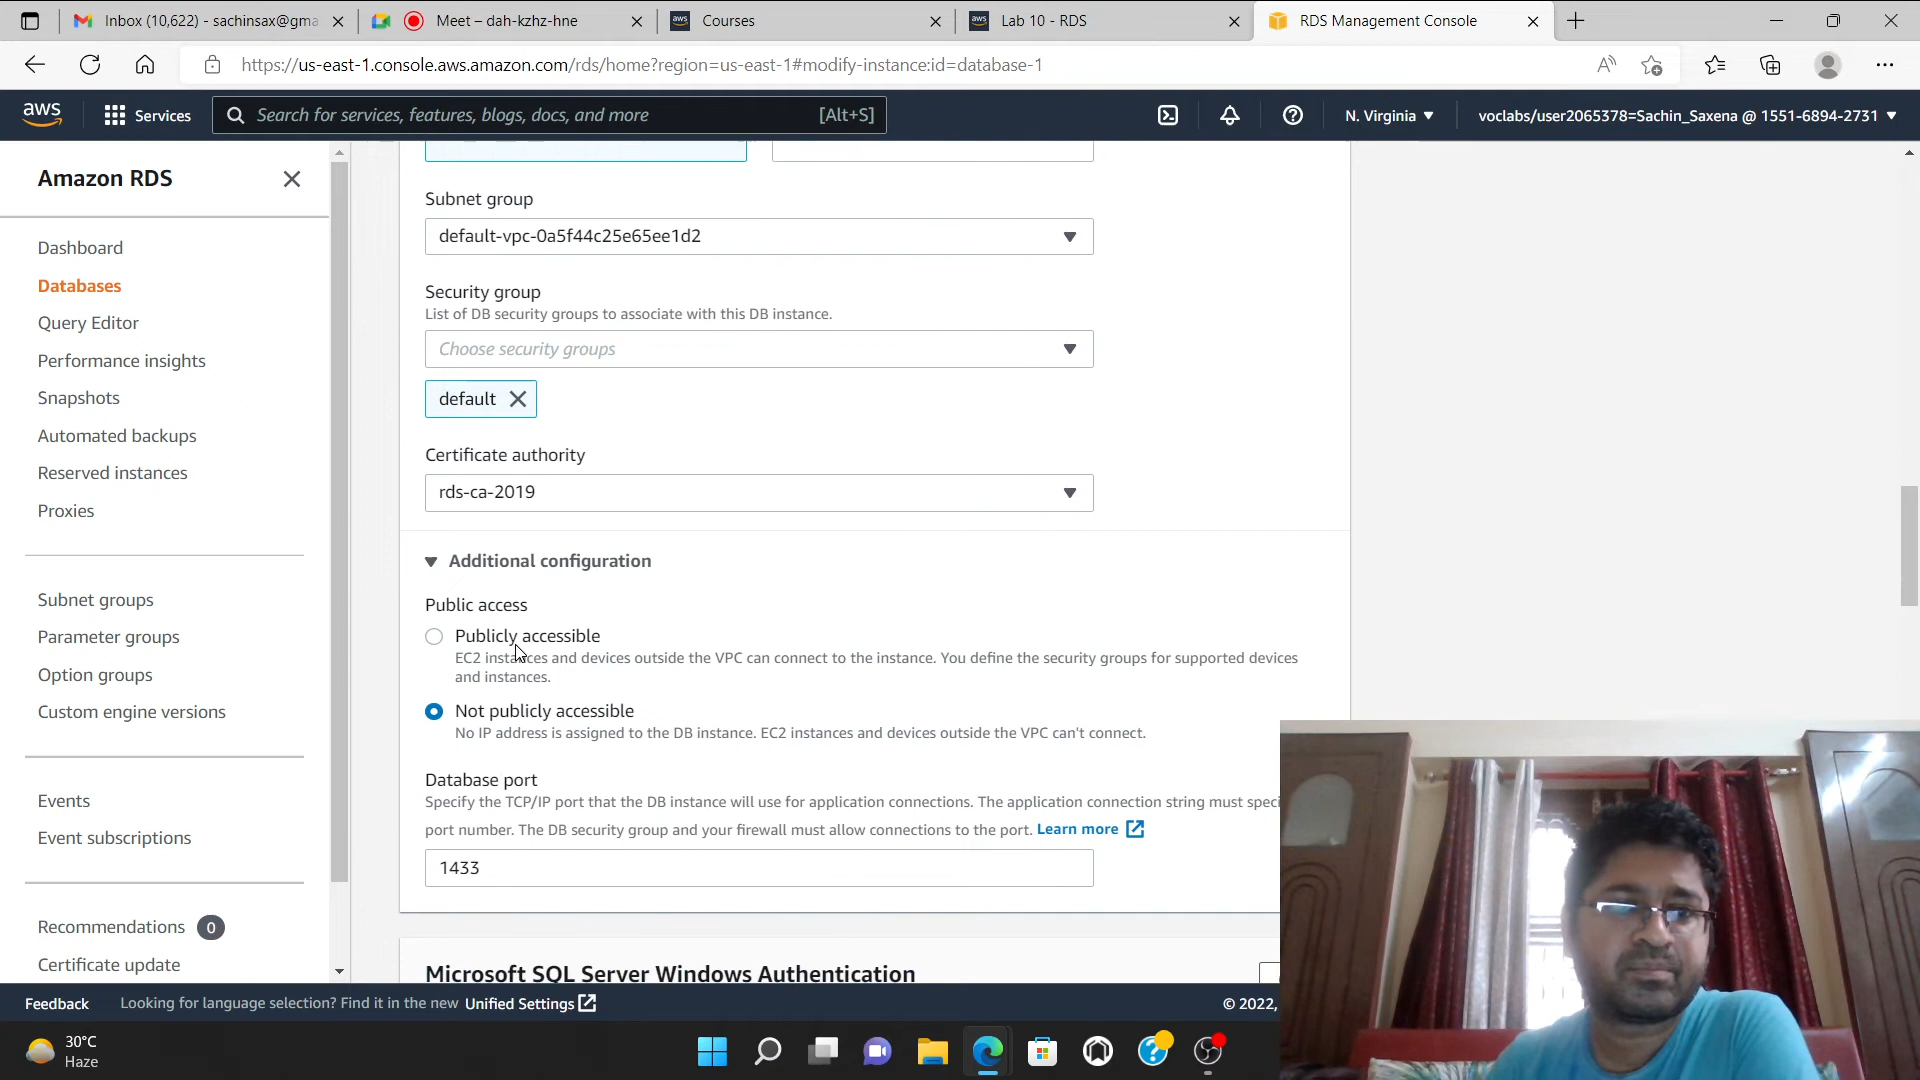 Inbox (10,622) - sachinsax@gma
Meet – dah-kzhz-hne
aws Courses
aws Lab 10 - RDS
RDS Management Console
https://us-east-1.console.aws.amazon.com/rds/home?region=us-east-1#modify-instance:id=database-1
aws
Services
Search for services, features, blogs, docs, and more [Alt+S]
N. Virginia
voclabs/user2065378=Sachin_Saxena @ 1551-6894-2731
Amazon RDS
Dashboard
Databases
Query Editor
Performance insights
Snapshots
Automated backups
Reserved instances
Proxies
Subnet groups
Parameter groups
Option groups
Custom engine versions
Events
Event subscriptions
Recommendations 0
Certificate update
Subnet group
default-vpc-0a5f44c25e65ee1d2
Security group
List of DB security groups to associate with this DB instance.
Choose security groups
default
Certificate authority
rds-ca-2019
Additional configuration
Public access
Publicly accessible
EC2 instances and devices outside the VPC can connect to the instance. You define the security groups for supported devices
and instances.
Not publicly accessible
No IP address is assigned to the DB instance. EC2 instances and devices outside the VPC can't connect.
Database port
Specify the TCP/IP port that the DB instance will use for application connections. The application connection string must speci
port number. The DB security group and your firewall must allow connections to the port. Learn more
1433
Microsoft SQL Server Windows Authentication
Feedback
Looking for language selection? Find it in the new Unified Settings
© 2022,
30°C
Haze